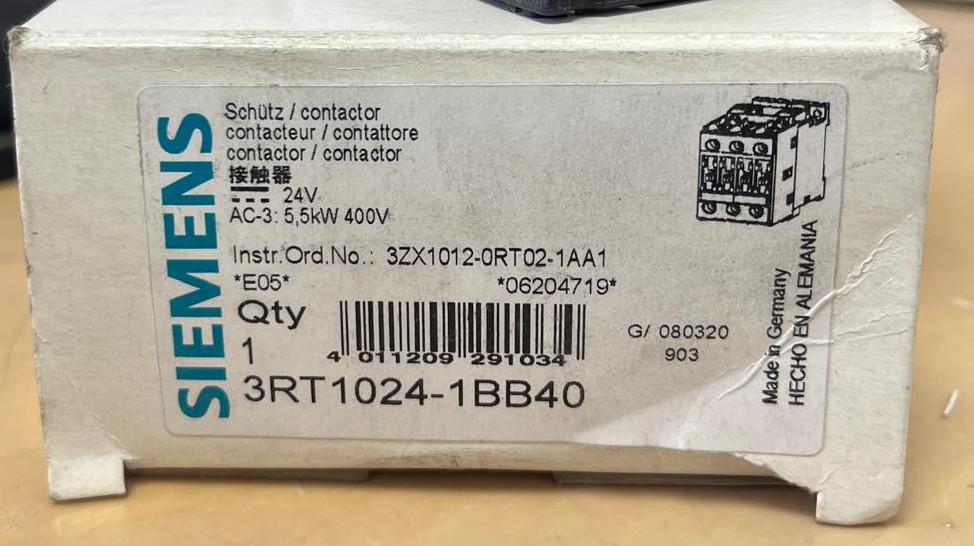 SIEMENS
Schütz / contactor
contacteur / contattore
contactor / contactor
接触器
24V
AC-3: 5,5kW 400V
Instr.Ord.No.: 3ZX1012-0RT02-1AA1
*E05* *06204719*
Qty
1
4 011209 291034
3RT1024-1BB40
G/ 080320
903
Made in Germany
HECHO EN ALEMANIA